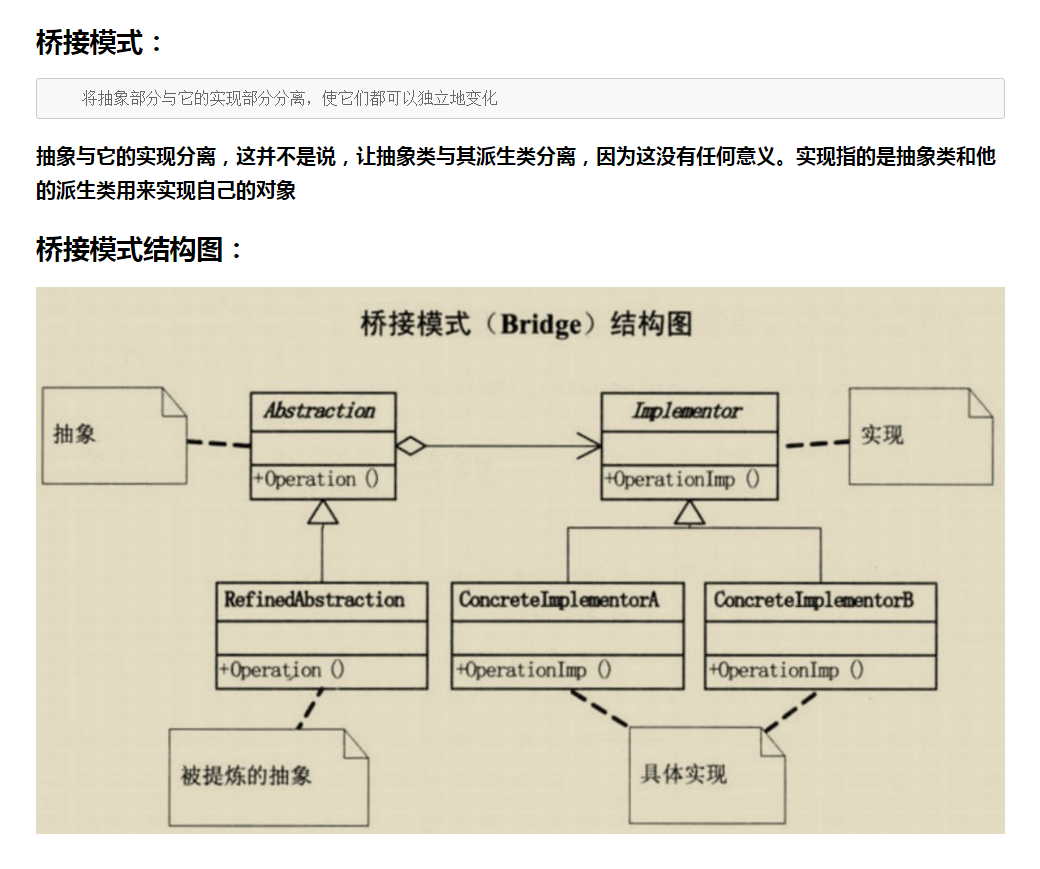 桥接模式：
将抽象部分与它的实现部分分离，使它们都可以独立地变化
抽象与它的实现分离，这并不是说，让抽象类与其派生类分离，因为这没有任何意义。实现指的是抽象类和他
的派生类用来实现自己的对象
桥接模式结构图：
桥接模式（Bridge）结构图
抽象
Abstraction
+Operation ()
Implementor
+OperationImp ()
实现
RefinedAbstraction
+Operation ()
ConcreteImplementorA
+OperationImp ()
ConcreteImplementorB
+OperationImp ()
被提炼的抽象
具体实现